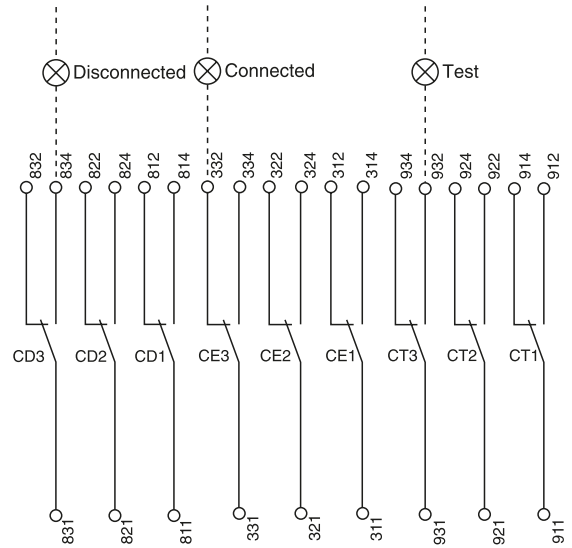 Disconnected Connected Test
832 834 822 824 812 814 332 334 322 324 312 314 934 932 924 922 914 912
CD3 CD2 CD1 CE3 CE2 CE1 CT3 CT2 CT1
831 821 811 331 321 311 931 921 911